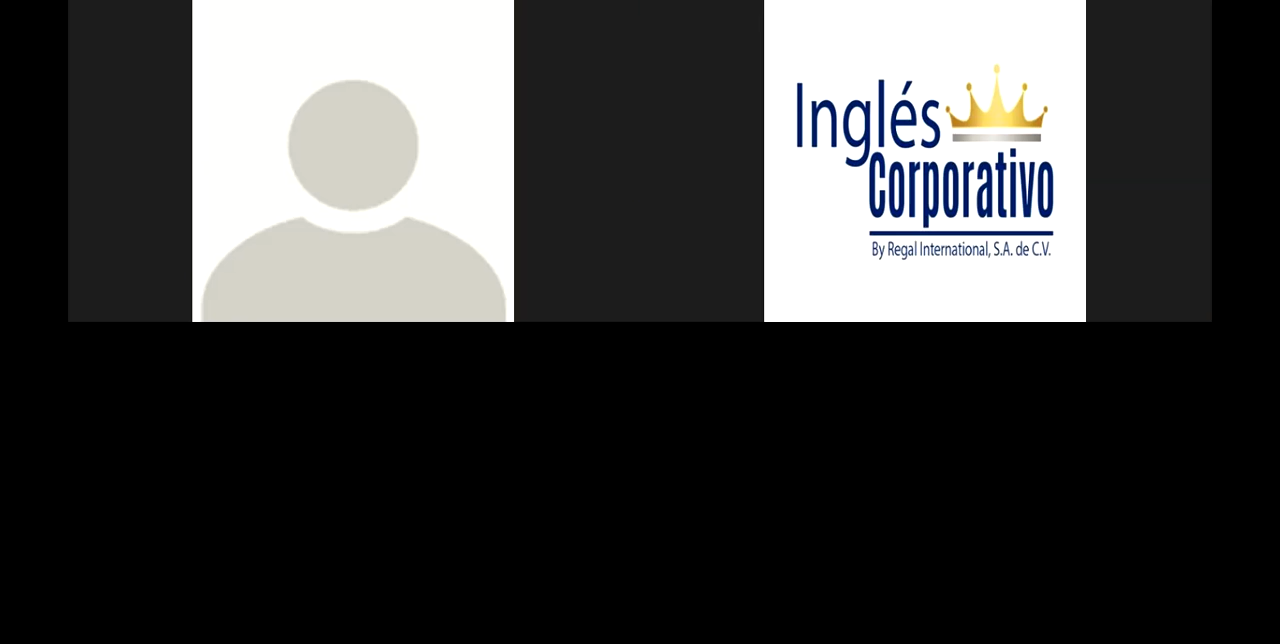 Inglés
Corporativo
By Regal International, S.A. de C.V.